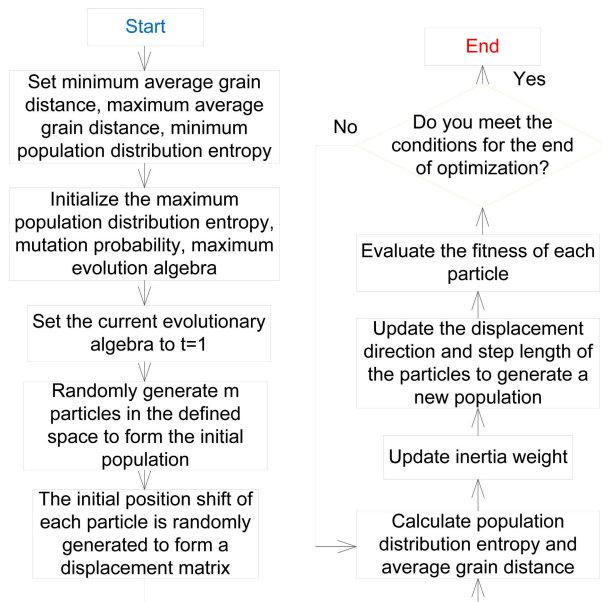 Start
Set minimum average grain
distance, maximum average
grain distance, minimum
population distribution entropy
Initialize the maximum
population distribution entropy,
mutation probability, maximum
evolution algebra
Set the current evolutionary
algebra to t=1
Randomly generate m
particles in the defined
space to form the initial
population
The initial position shift of
each particle is randomly
generated to form a
displacement matrix
End
Yes
No
Do you meet the
conditions for the end
of optimization?
Evaluate the fitness of each
particle
Update the displacement
direction and step length of
the particles to generate a
new population
Update inertia weight
Calculate population
distribution entropy and
average grain distance